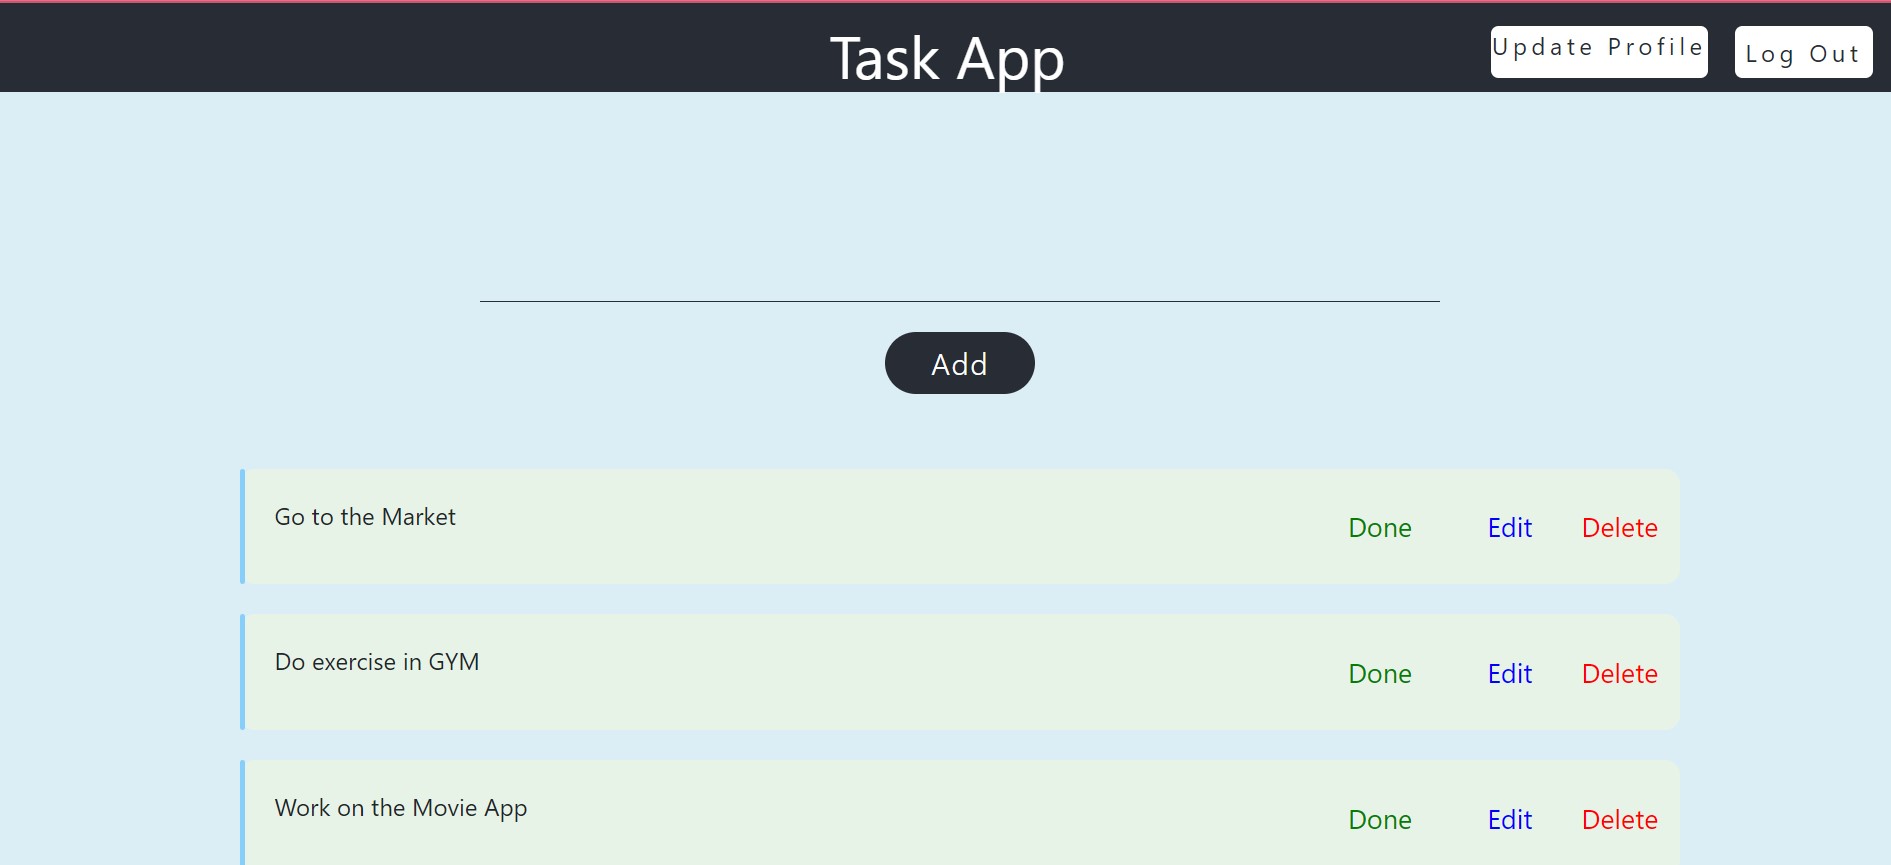 Task App
Update Profile
Log Out
Add
Go to the Market
Done Edit Delete
Do exercise in GYM
Done Edit Delete
Work on the Movie App
Done Edit Delete